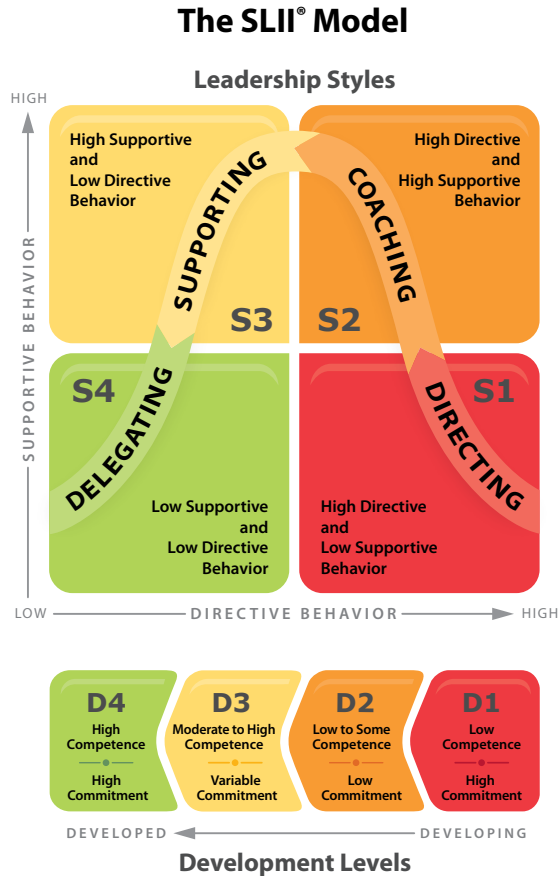 The SLII® Model
Leadership Styles
HIGH
SUPPORTIVE BEHAVIOR
High Supportive
and
Low Directive
Behavior
SUPPORTING
S3
High Directive
and
High Supportive
Behavior
COACHING
S2
S4
DELEGATING
Low Supportive
and
Low Directive
Behavior
S1
DIRECTING
High Directive
and
Low Supportive
Behavior
LOW
DIRECTIVE BEHAVIOR
HIGH
D4
High
Competence
High
Commitment
D3
Moderate to High
Competence
Variable
Commitment
D2
Low to Some
Competence
Low
Commitment
D1
Low
Competence
High
Commitment
DEVELOPED
DEVELOPING
Development Levels